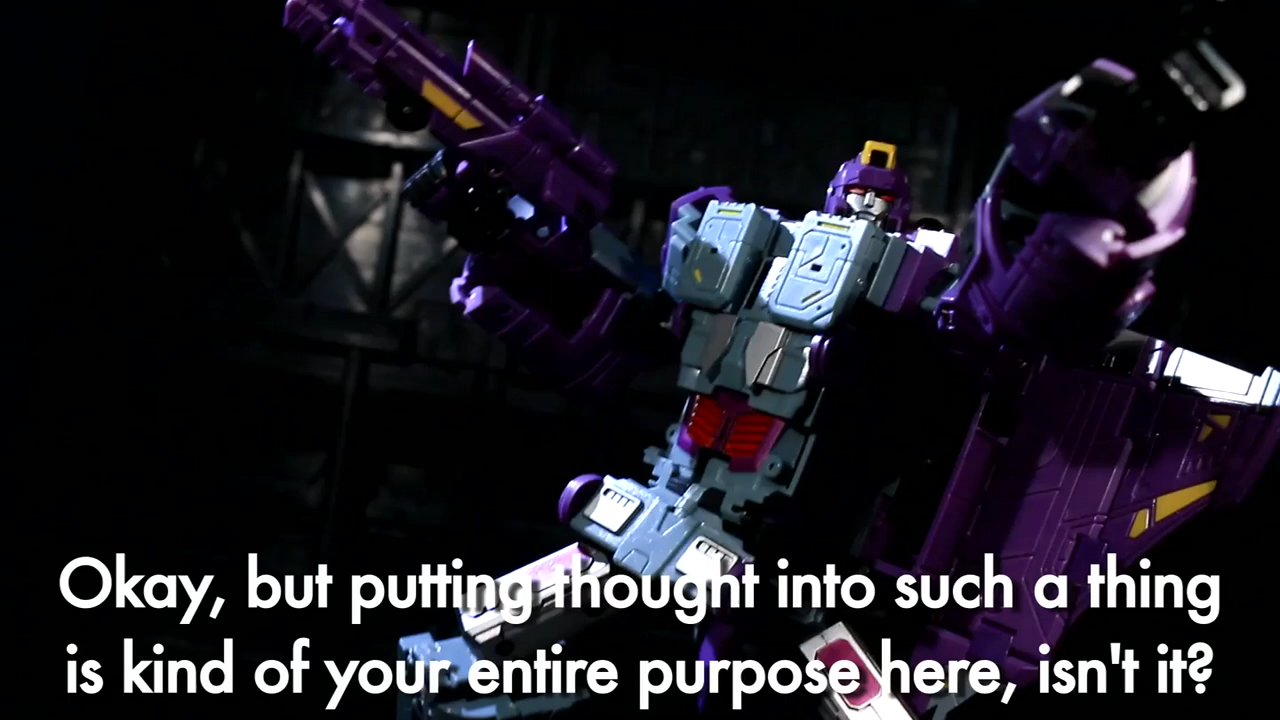 Okay, but putting thought into such a thing
is kind of your entire purpose here, isn't it?